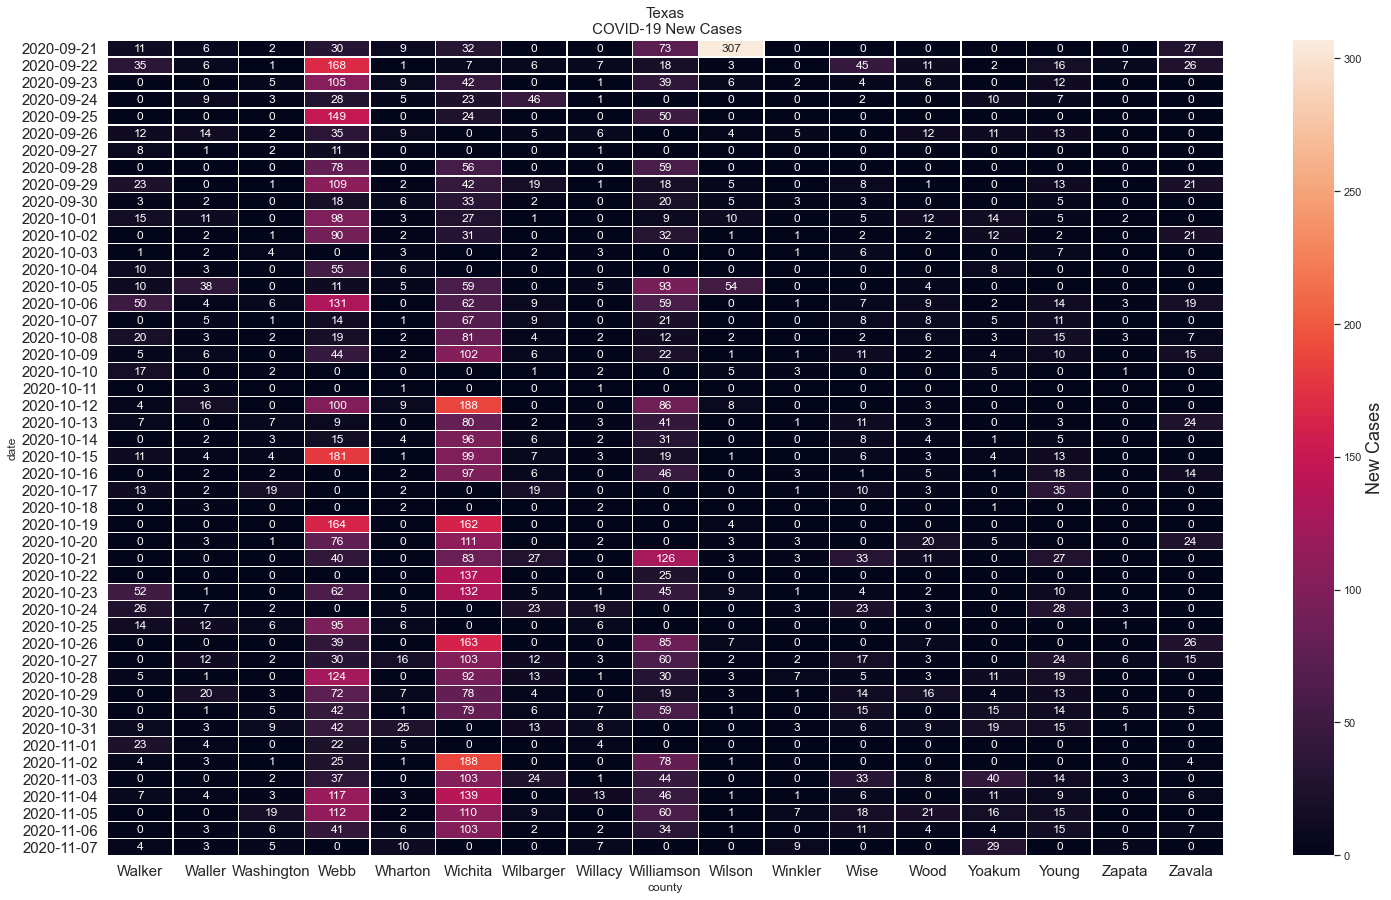 Texas
COVID-19 New Cases
2020-09-21 11 6 2 30 9 32 0 0 73 307 0 0 0 0 0 0 27
2020-09-22 35 6 1 168 1 7 6 7 18 3 0 45 11 2 16 7 26
2020-09-23 0 0 5 105 9 42 0 1 39 6 2 4 6 0 12 0 0
2020-09-24 0 9 3 28 5 23 46 1 0 0 0 2 0 10 7 0 0
2020-09-25 0 0 0 149 0 24 0 0 50 0 0 0 0 0 0 0 0
2020-09-26 12 14 2 35 9 0 5 6 0 4 5 0 12 11 13 0 0
2020-09-27 8 1 2 11 0 0 0 1 0 0 0 0 0 0 0 0 0
2020-09-28 0 0 0 78 0 56 0 0 59 0 0 0 0 0 0 0 0
2020-09-29 23 0 1 109 2 42 19 1 18 5 0 8 1 0 13 0 21
2020-09-30 3 2 0 18 6 33 2 0 20 5 3 3 0 0 5 0 0
2020-10-01 15 11 0 98 3 27 1 0 9 10 0 5 12 14 5 2 0
2020-10-02 0 2 1 90 2 31 0 0 32 1 1 2 2 12 2 0 21
2020-10-03 1 2 4 0 3 0 2 3 0 0 1 6 0 0 7 0 0
2020-10-04 10 3 0 55 6 0 0 0 0 0 0 0 0 8 0 0 0
2020-10-05 10 38 0 11 5 59 0 5 93 54 0 0 4 0 0 0 0
2020-10-06 50 4 6 131 0 62 9 0 59 0 1 7 9 2 14 3 19
2020-10-07 0 5 1 14 1 67 9 0 21 0 0 8 8 5 11 0 0
2020-10-08 20 3 2 19 2 81 4 2 12 2 0 2 6 3 15 3 7
2020-10-09 5 6 0 44 2 102 6 0 22 1 1 11 2 4 10 0 15
2020-10-10 17 0 2 0 0 0 1 2 0 5 3 0 0 5 0 1 0
2020-10-11 0 3 0 0 1 0 0 1 0 0 0 0 0 0 0 0 0
2020-10-12 4 16 0 100 9 188 0 0 86 8 0 0 3 0 0 0 0
2020-10-13 7 0 7 9 0 80 2 3 41 0 1 11 3 0 3 0 24
2020-10-14 0 2 3 15 4 96 6 2 31 0 0 8 4 1 5 0 0
2020-10-15 11 4 4 181 1 99 7 3 19 1 0 6 3 4 13 0 0
2020-10-16 0 2 2 0 2 97 6 0 46 0 3 1 5 1 18 0 14
2020-10-17 13 2 19 0 2 0 19 0 0 0 1 10 3 0 35 0 0
2020-10-18 0 3 0 0 2 0 0 2 0 0 0 0 0 1 0 0 0
2020-10-19 0 0 0 164 0 162 0 0 0 4 0 0 0 0 0 0 0
2020-10-20 0 3 1 76 0 111 0 2 0 3 3 0 20 5 0 0 24
2020-10-21 0 0 0 40 0 83 27 0 126 3 3 33 11 0 27 0 0
2020-10-22 0 0 0 0 0 137 0 0 25 0 0 0 0 0 0 0 0
2020-10-23 52 1 0 62 0 132 5 1 45 9 1 4 2 0 10 0 0
2020-10-24 26 7 2 0 5 0 23 19 0 0 3 23 3 0 28 3 0
2020-10-25 14 12 6 95 6 0 0 6 0 0 0 0 0 0 0 1 0
2020-10-26 0 0 0 39 0 163 0 0 85 7 0 0 7 0 0 0 26
2020-10-27 0 12 2 30 16 103 12 3 60 2 2 17 3 0 24 6 15
2020-10-28 5 1 0 124 0 92 13 1 30 3 7 5 3 11 19 0 0
2020-10-29 0 20 3 72 7 78 4 0 19 3 1 14 16 4 13 0 0
2020-10-30 0 1 5 42 1 79 6 7 59 1 0 15 0 15 14 5 5
2020-10-31 9 3 9 42 25 0 13 8 0 0 3 6 9 19 15 1 0
2020-11-01 23 4 0 22 5 0 0 4 0 0 0 0 0 0 0 0 0
2020-11-02 4 3 1 25 1 188 0 0 78 1 0 0 0 0 0 0 4
2020-11-03 0 0 2 37 0 103 24 1 44 0 0 33 8 40 14 3 0
2020-11-04 7 4 3 117 3 139 0 13 46 1 1 6 0 11 9 0 6
2020-11-05 0 0 19 112 2 110 9 0 60 1 7 18 21 16 15 0 0
2020-11-06 0 3 6 41 6 103 2 2 34 1 0 11 4 4 15 0 7
2020-11-07 4 3 5 0 10 0 0 7 0 0 9 0 0 29 0 5 0
Walker Waller Washington Webb Wharton Wichita Wilbarger Willacy Williamson Wilson Winkler Wise Wood Yoakum Young Zapata Zavala
county
date
300
250
200
150
100
50
0
New Cases